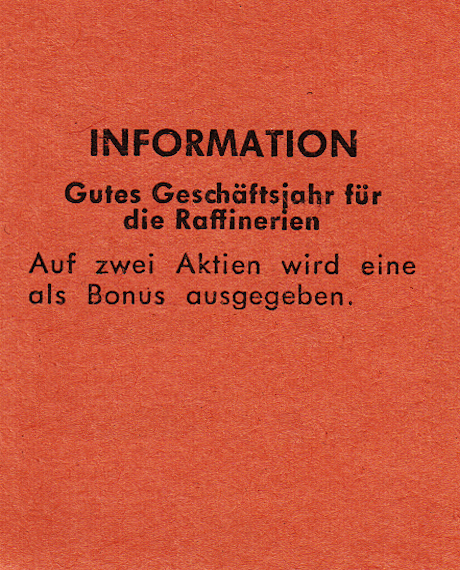 INFORMATION
Gutes Geschäftsjahr für
die Raffinerien
Auf zwei Aktien wird eine
als Bonus ausgegeben.